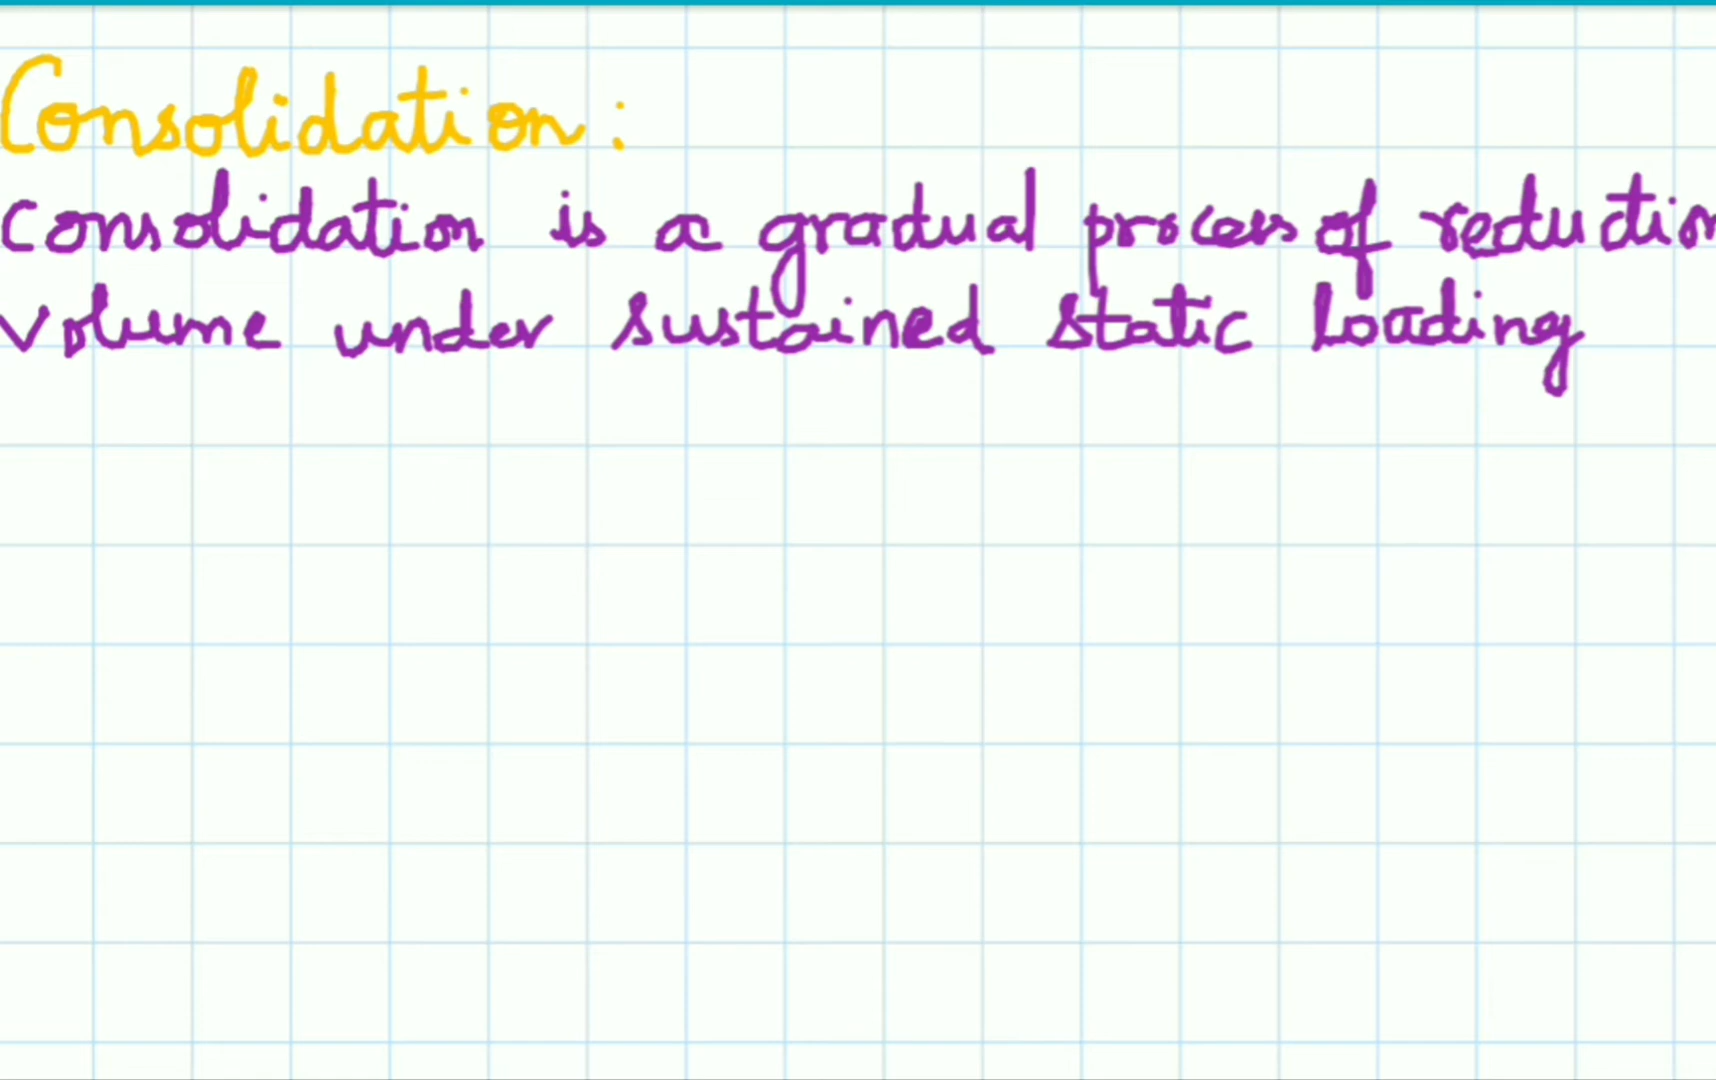 Consolidation :
Consolidation is a gradual process of reduction
volume under sustained static loading